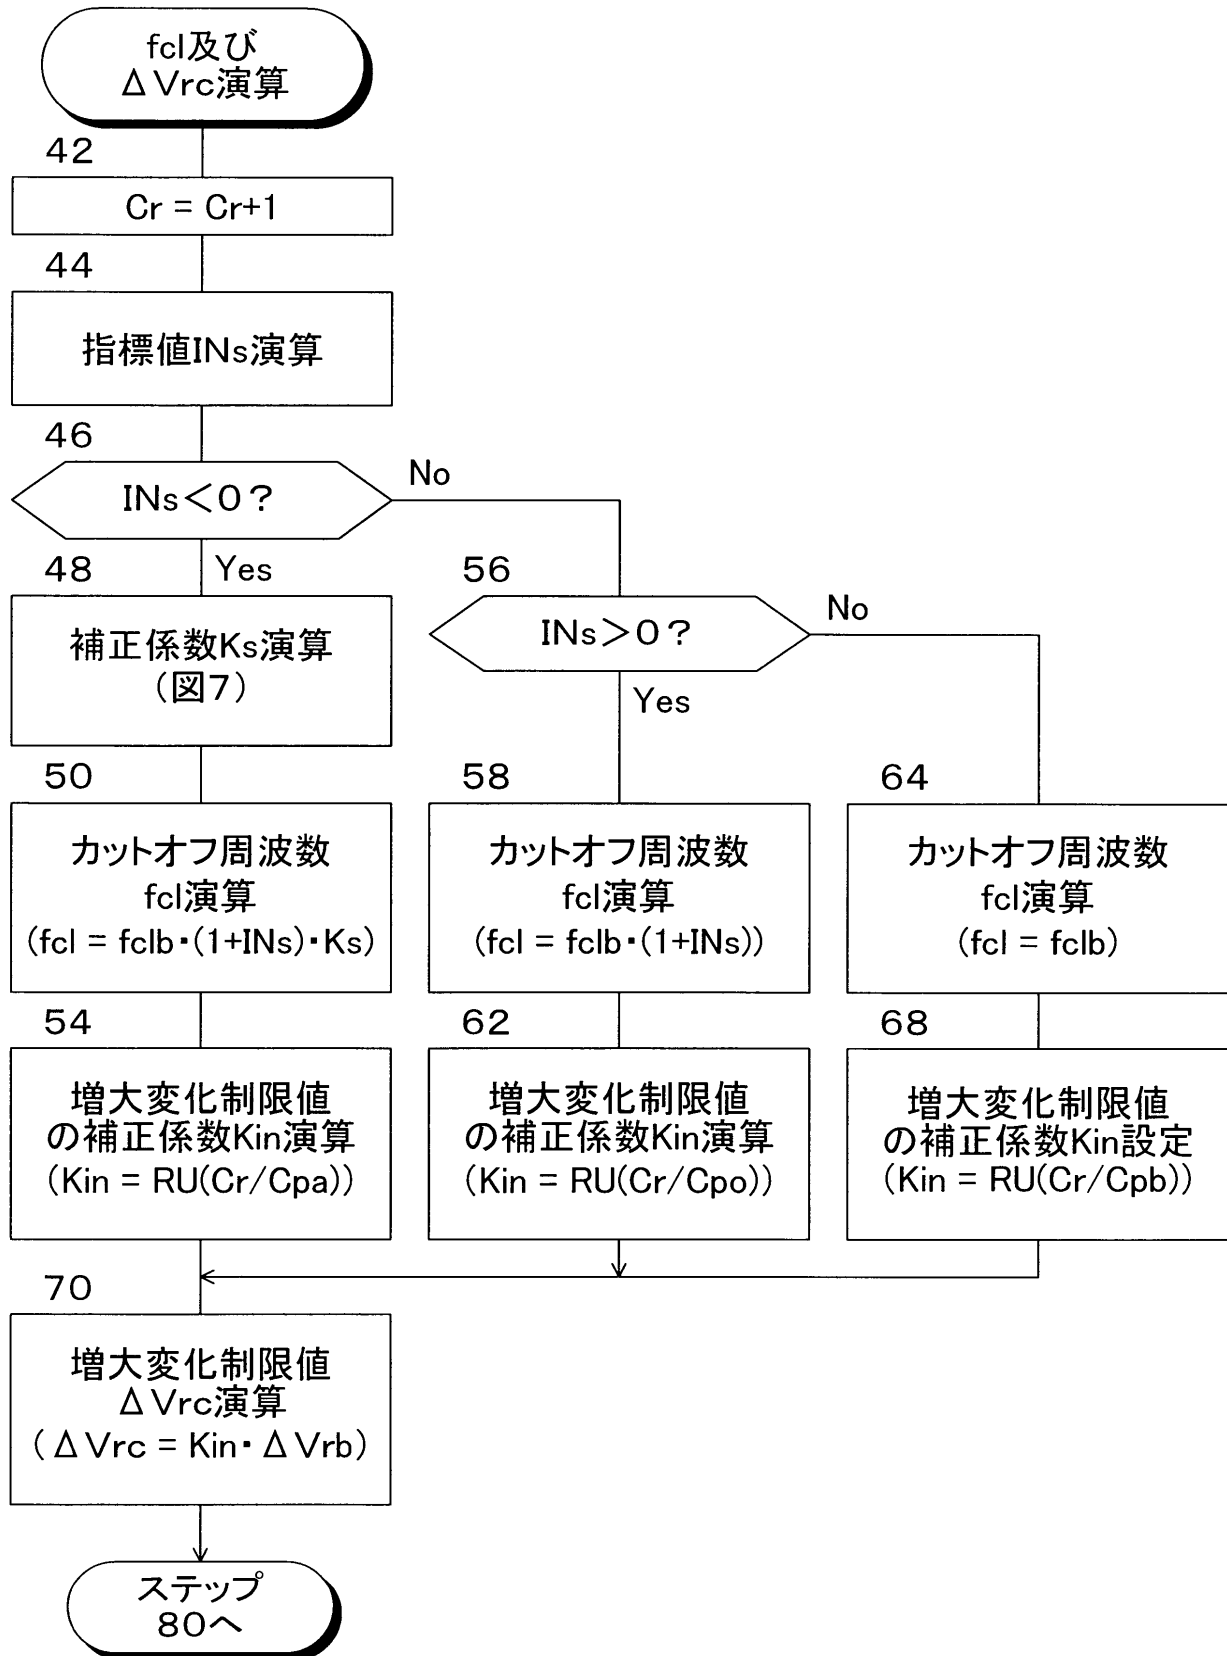 fcl及び
ΔVrc演算
42
Cr = Cr+1
44
指標値INs演算
46
INs<0?
No
48
Yes
補正係数Ks演算
(図7)
50
カットオフ周波数
fcl演算
(fcl = fclb・(1+INs)・Ks)
54
増大変化制限値
の補正係数Kin演算
(Kin = RU(Cr/Cpa))
56
INs>0?
No
Yes
58
カットオフ周波数
fcl演算
(fcl = fclb・(1+INs))
62
増大変化制限値
の補正係数Kin演算
(Kin = RU(Cr/Cpo))
64
カットオフ周波数
fcl演算
(fcl = fclb)
68
増大変化制限値
の補正係数Kin設定
(Kin = RU(Cr/Cpb))
70
増大変化制限値
ΔVrc演算
(ΔVrc = Kin・ΔVrb)
ステップ
80へ